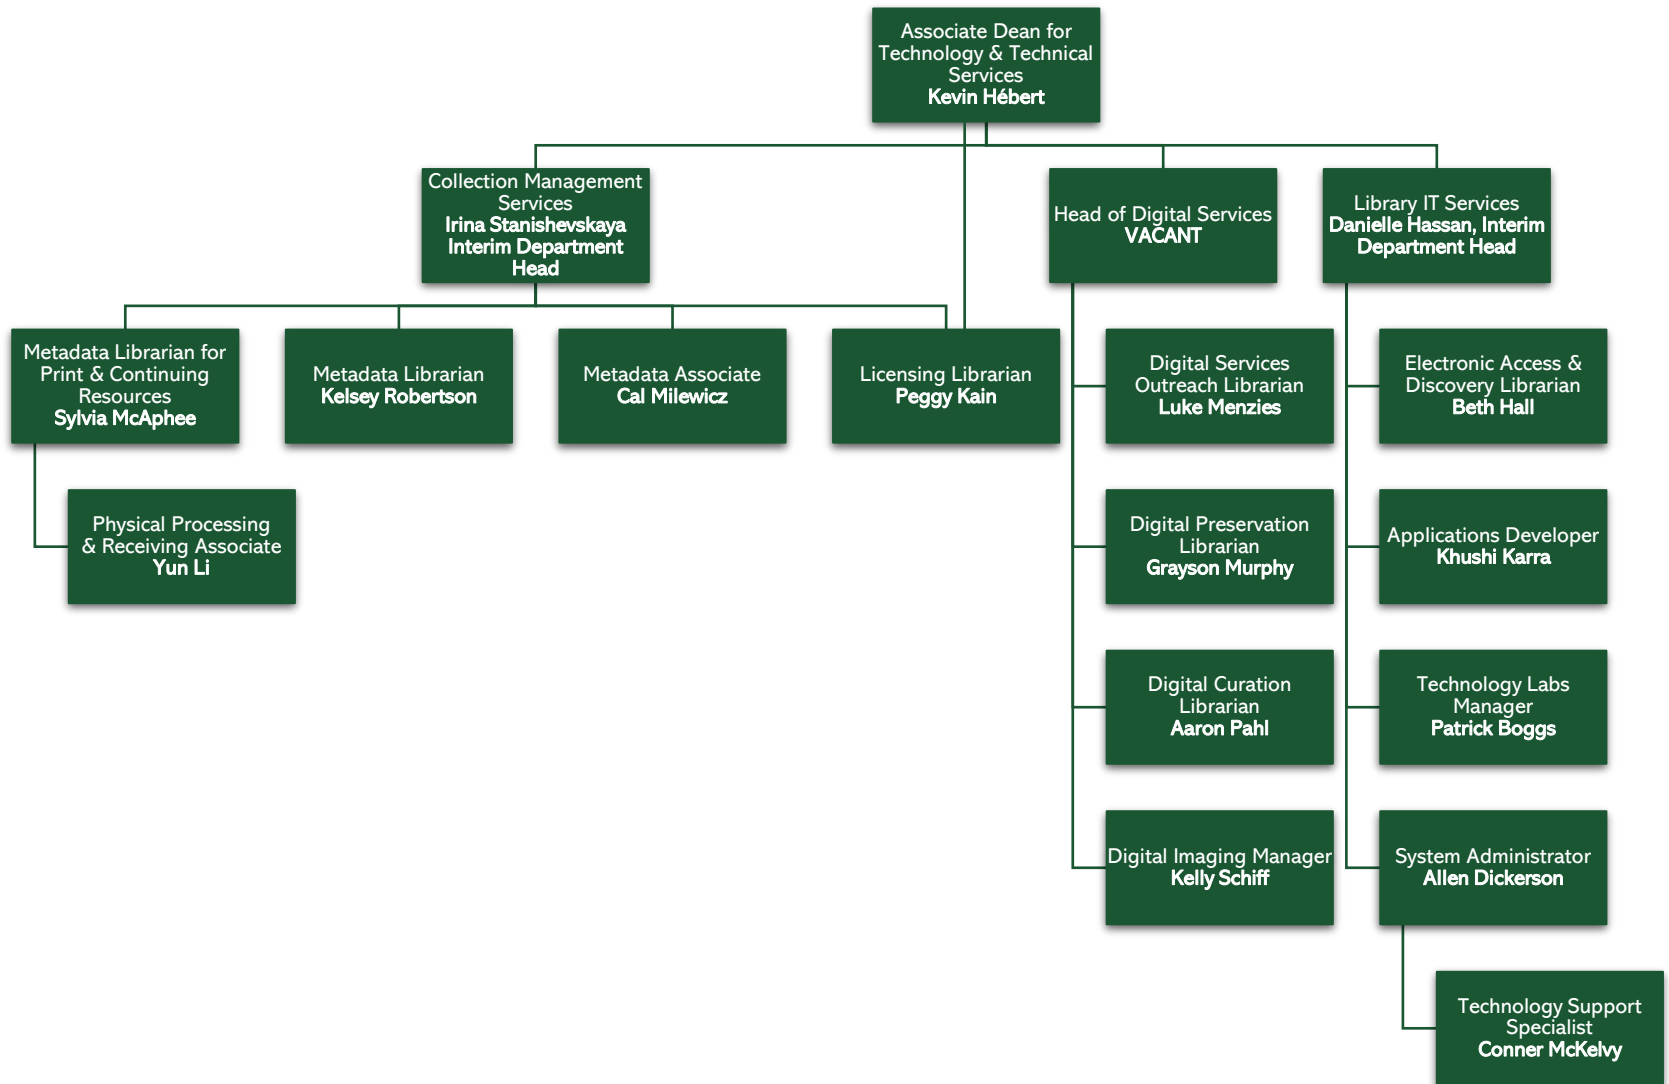 Associate Dean for
Technology & Technical
Services
Kevin Hébert
Collection Management
Services
Irina Stanishevskaya
Interim Department
Head
Head of Digital Services
VACANT
Library IT Services
Danielle Hassan, Interim
Department Head
Metadata Librarian for
Print & Continuing
Resources
Sylvia McAphee
Metadata Librarian
Kelsey Robertson
Metadata Associate
Cal Milewicz
Licensing Librarian
Peggy Kain
Digital Services
Outreach Librarian
Luke Menzies
Electronic Access &
Discovery Librarian
Beth Hall
Physical Processing
& Receiving Associate
Yun Li
Digital Preservation
Librarian
Grayson Murphy
Applications Developer
Khushi Karra
Digital Curation
Librarian
Aaron Pahl
Technology Labs
Manager
Patrick Boggs
Digital Imaging Manager
Kelly Schiff
System Administrator
Allen Dickerson
Technology Support
Specialist
Conner McKelvy